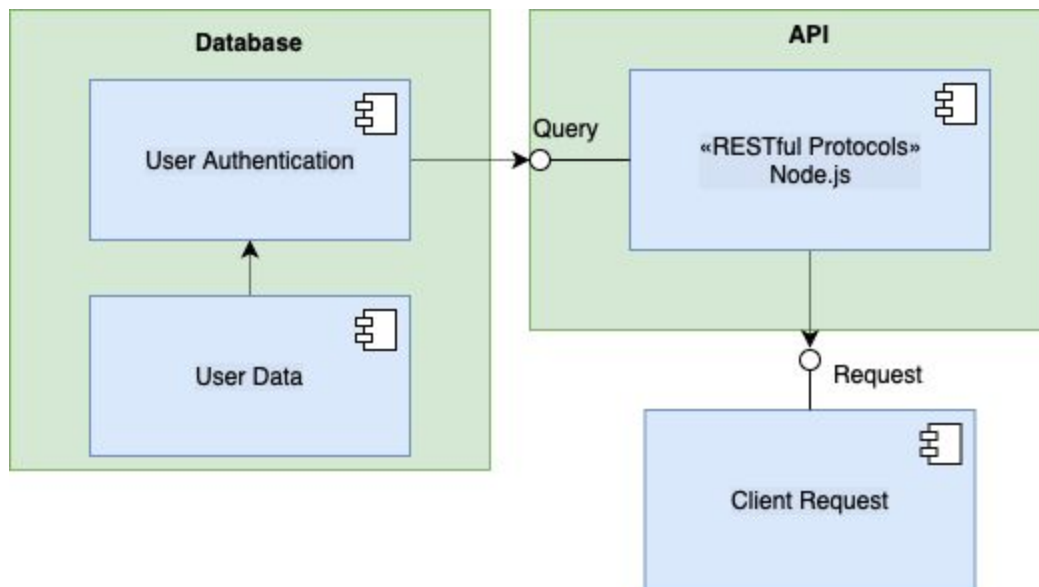 Database
User Authentication
User Data
Query
API
«RESTful Protocols»
Node.js
Request
Client Request